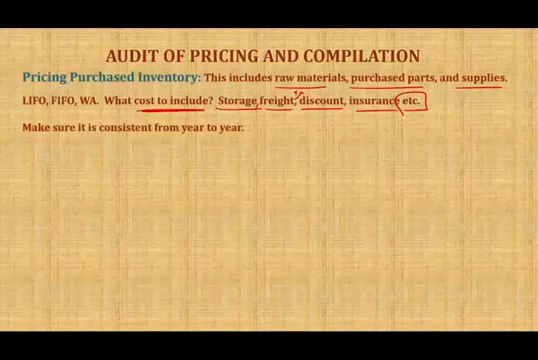 AUDIT OF PRICING AND COMPILATION
Pricing Purchased Inventory: This includes raw materials, purchased parts, and supplies.
LIFO, FIFO, WA. What cost to include? Storage freight, discount, insurance etc.
Make sure it is consistent from year to year.